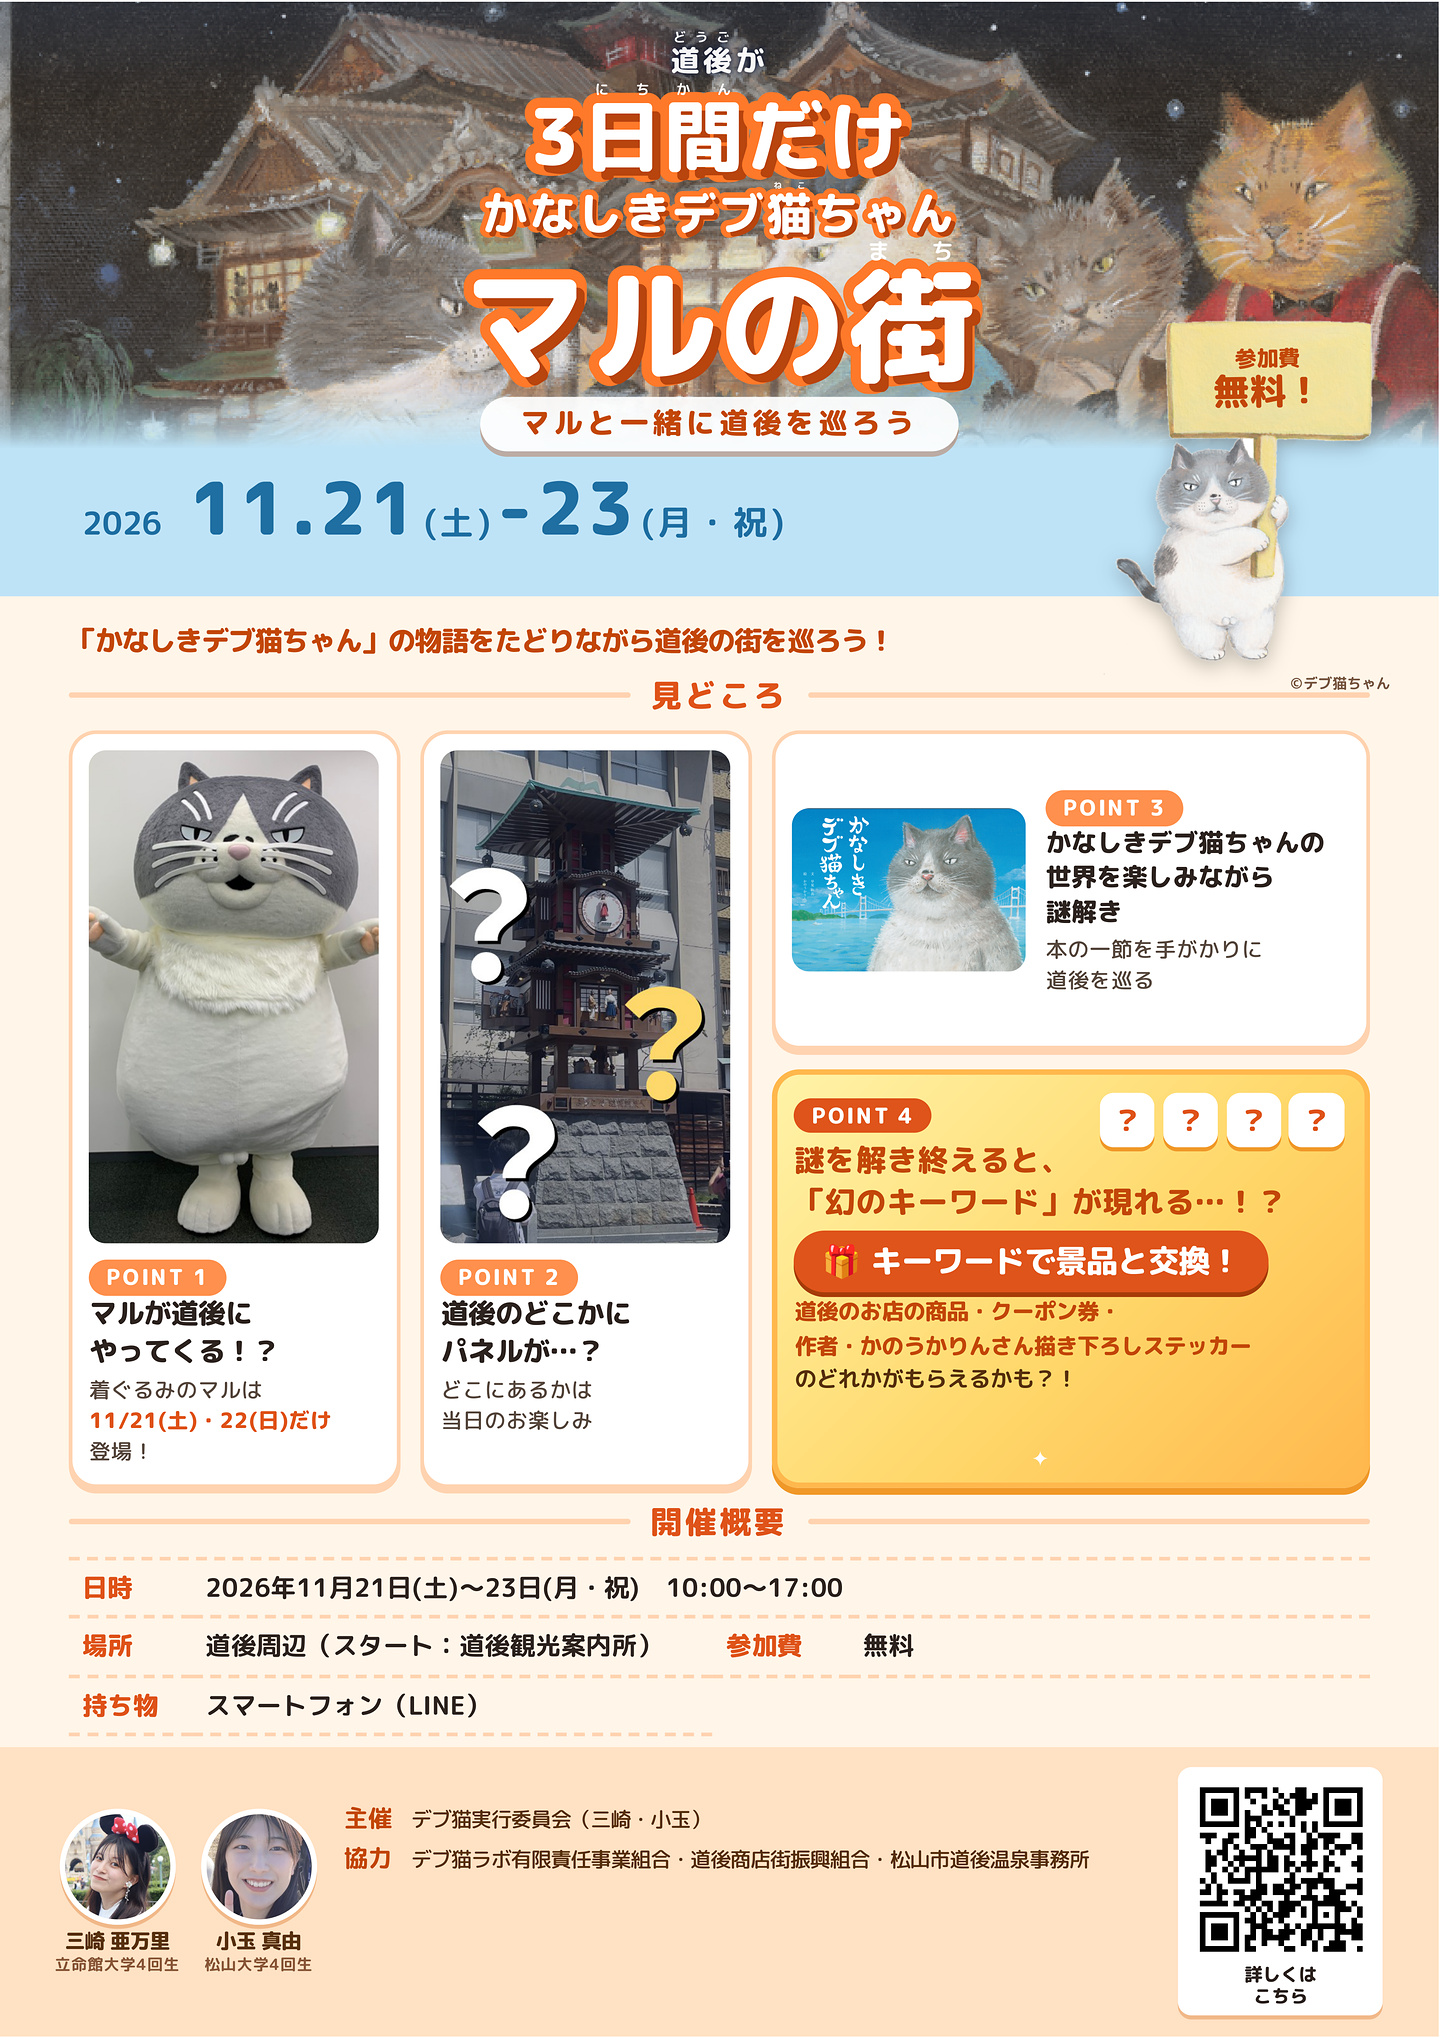 どうご
道後が
にちかん
3日間だけ
ねこ
かなしきデブ猫ちゃん
まち
マルの街
マルと一緒に道後を巡ろう
参加費
無料！
2026 11.21(土)-23(月・祝)
「かなしきデブ猫ちゃん」の物語をたどりながら道後の街を巡ろう！
©デブ猫ちゃん
見どころ
POINT 1
マルが道後に
やってくる！？
着ぐるみのマルは
11/21(土)・22(日)だけ
登場！
?
?
?
POINT 2
道後のどこかに
パネルが…？
どこにあるかは
当日のお楽しみ
かなしき
デブ猫ちゃん
POINT 3
かなしきデブ猫ちゃんの
世界を楽しみながら
謎解き
本の一節を手がかりに
道後を巡る
POINT 4
? ? ? ?
謎を解き終えると、
「幻のキーワード」が現れる…！？
キーワードで景品と交換！
道後のお店の商品・クーポン券・
作者・かのうかりんさん描き下ろしステッカー
のどれかがもらえるかも？！
開催概要
日時 2026年11月21日(土)〜23日(月・祝) 10:00〜17:00
場所 道後周辺（スタート：道後観光案内所） 参加費 無料
持ち物 スマートフォン（LINE）
三崎 亜万里
立命館大学4回生
小玉 真由
松山大学4回生
主催 デブ猫実行委員会（三崎・小玉）
協力 デブ猫ラボ有限責任事業組合・道後商店街振興組合・松山市道後温泉事務所
詳しくは
こちら